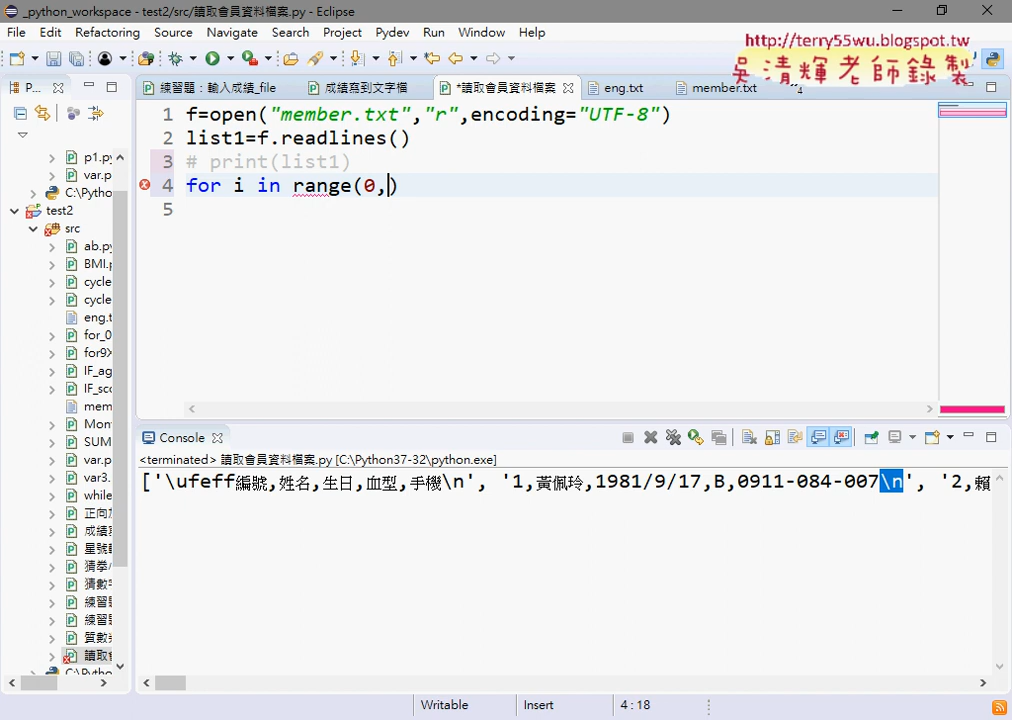 _python_workspace - test2/src/讀取會員資料檔案.py - Eclipse
File Edit Refactoring Source Navigate Search Project Pydev Run Window Help
http://terry55wu.blogspot.tw
吳清輝老師錄製
P...
練習題：輸入成績_file
成績寫到文字檔
*讀取會員資料檔案
eng.txt
member.txt
4
1 f=open("member.txt","r",encoding="UTF-8")
2 list1=f.readlines()
3 # print(list1)
4 for i in range(0,)
5
p1.py
var.p
C:\Pytho
test2
src
ab.py
BMI.p
cycle
cycle
eng.t
for_0
for9X
IF_ag
IF_sco
mem
Mon
SUM
var.p
var3.
while
正向
成績
星號
猜拳
猜數
練習題
練習題
質數
讀取
C:\Pytho
Console
<terminated> 讀取會員資料檔案.py [C:\Python37-32\python.exe]
['\ufeff編號,姓名,生日,血型,手機\n', '1,黃佩玲,1981/9/17,B,0911-084-007\n', '2,賴
Writable Insert 4 : 18